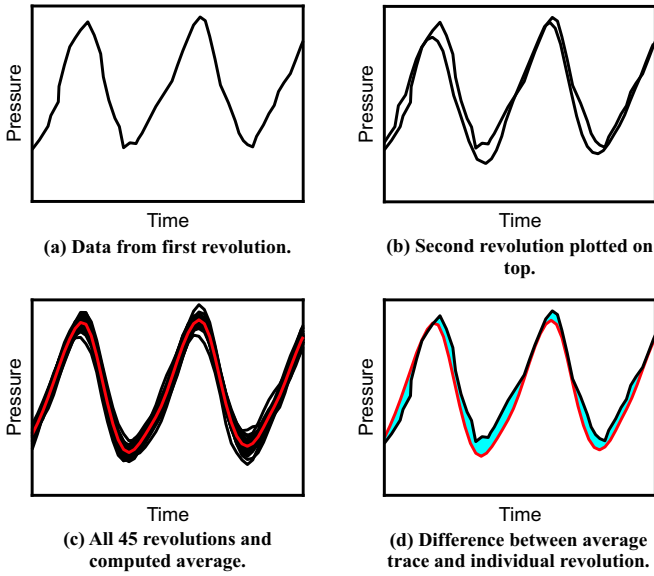 Pressure
Time
(a) Data from first revolution.
Pressure
Time
(b) Second revolution plotted on
top.
Pressure
Time
(c) All 45 revolutions and
computed average.
Pressure
Time
(d) Difference between average
trace and individual revolution.